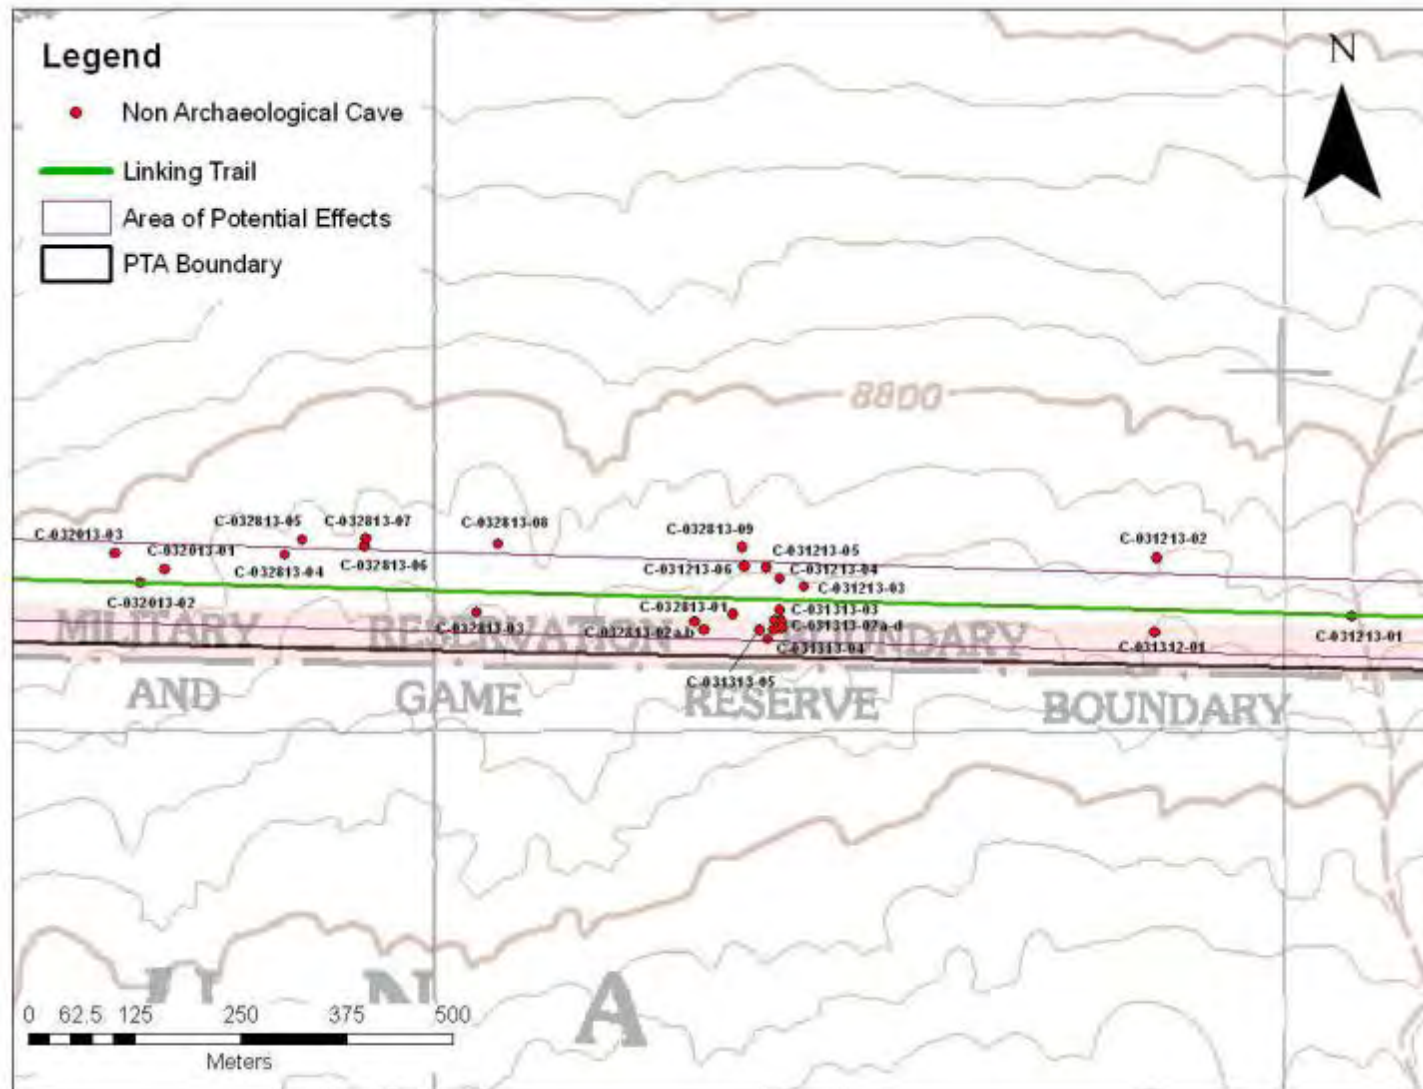 Legend
N
Non Archaeological Cave
Linking Trail
Area of Potential Effects
PTA Boundary
8800
C-032013-03
C-032813-05
C-032813-07
C-032813-08
C-032813-09
C-031213-02
C-032013-01
C-032813-04
C-032813-06
C-031213-05
C-031213-06
C-031213-04
C-031213-03
C-032013-02
C-032813-03
C-032813-01
C-031313-03
C-032813-02a,b
C-031313-02a-d
C-031313-04
C-031312-01
C-031213-01
C-031313-05
MILITARY RESERVATION BOUNDARY
AND GAME RESERVE BOUNDARY
N A
0 62.5 125 250 375 500
Meters